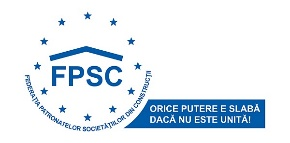 FPSC
FEDERAȚIA PATRONATELOR SOCIETĂȚILOR DIN CONSTRUCȚII
ORICE PUTERE E SLABĂ
DACĂ NU ESTE UNITĂ!